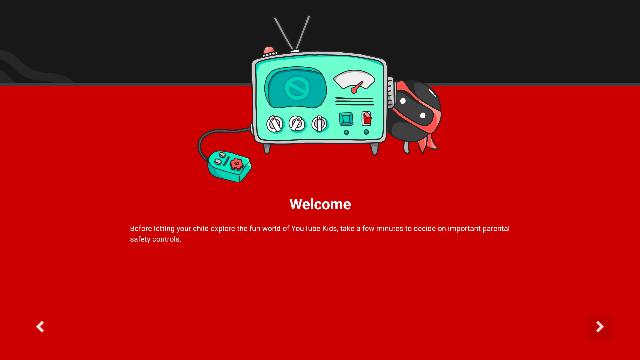 Welcome
Before letting your child explore the fun world of YouTube Kids, take a few minutes to decide on important parental
safety controls.